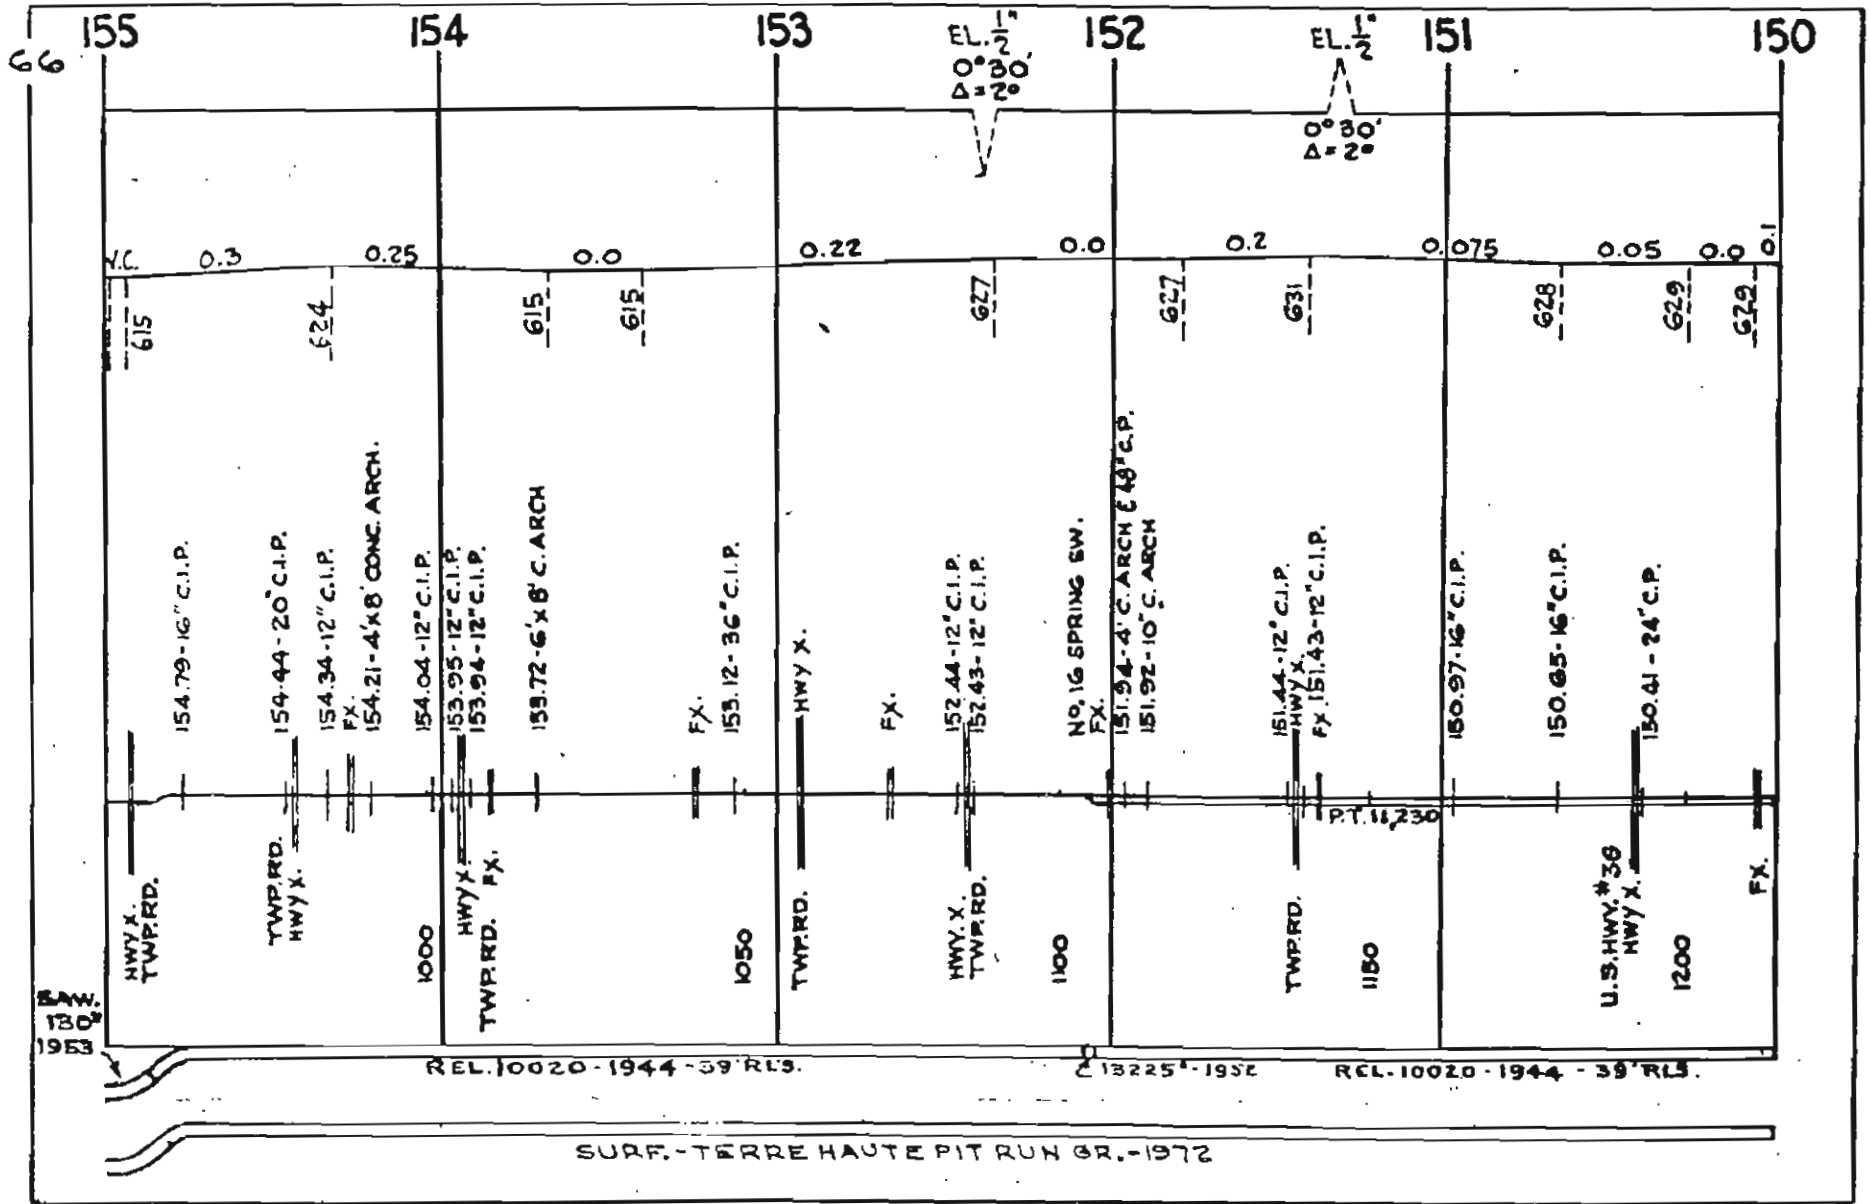 66
155
154
153
152
151
150
EL. 1/2"
0°30'
Δ=2°
EL. 1/2"
0°30'
Δ=2°
V.C.
0.3
0.25
0.0
0.22
0.0
0.2
0.075
0.05
0.0
0.1
615
624
615
615
627
627
631
628
629
629
154.79-16"C.I.P.
154.44-20"C.I.P.
154.34-12"C.I.P.
FX.
154.21-4'x8' CONC. ARCH.
154.04-12"C.I.P.
153.95-12"C.I.P.
153.94-12"C.I.P.
153.72-6'x8'C.ARCH
FX.
153.12-36"C.I.P.
HWY X.
FX.
152.44-12"C.I.P.
152.43-12"C.I.P.
NO.16 SPRING SW.
FX.
151.94-4'C.ARCH & 48"C.P.
151.92-10"C.ARCH
151.44-12"C.I.P.
HWY X.
FX.
151.43-12"C.I.P.
150.97-16"C.I.P.
150.65-16"C.I.P.
150.41-24"C.P.
P.T. 11,230
HWY X.
TWP.RD.
TWP.RD.
HWY X.
1000
HWY X
TWP.RD.
FX.
1050
TWP.RD.
HWY.X.
TWP.RD.
1100
TWP.RD.
1150
U.S.HWY.#36
HWY X.
1200
FX.
130#
1953
REL.10020-1944-39'RLS.
13225'-1952
REL.-10020-1944-39'RLS.
SURF.-TERRE HAUTE PIT RUN GR.-1972